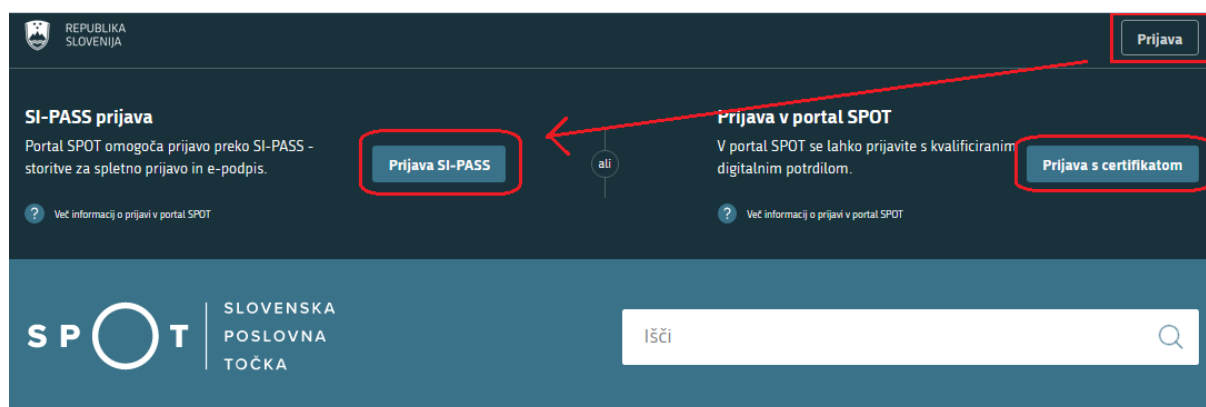 REPUBLIKA
SLOVENIJA
Prijava
SI-PASS prijava
Portal SPOT omogoča prijavo preko SI-PASS -
storitve za spletno prijavo in e-podpis.
Prijava SI-PASS
? Več informacij o prijavi v portal SPOT
ali
Prijava v portal SPOT
V portal SPOT se lahko prijavite s kvalificiranim
digitalnim potrdilom.
Prijava s certifikatom
? Več informacij o prijavi v portal SPOT
SPOT
SLOVENSKA
POSLOVNA
TOČKA
Išči